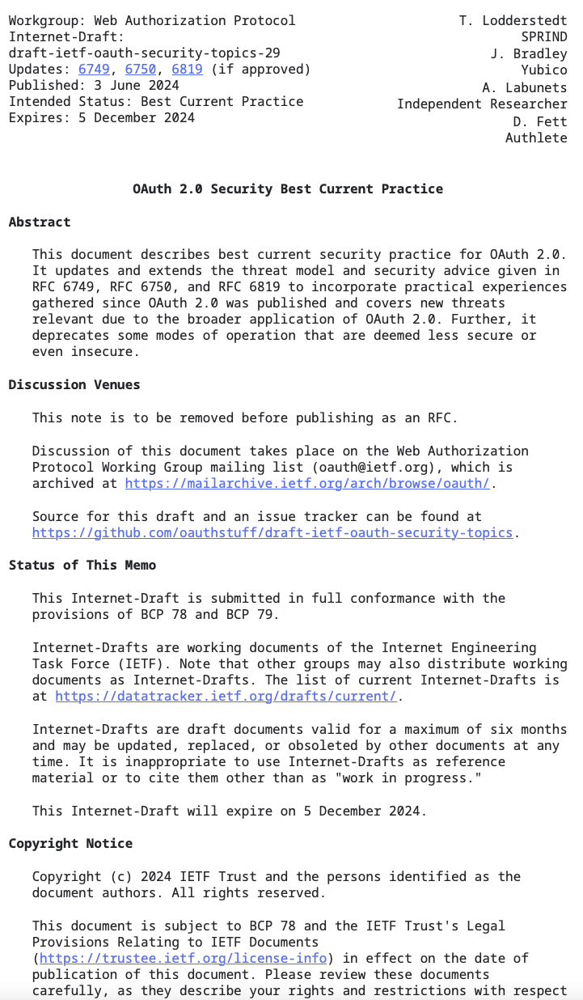 Workgroup: Web Authorization Protocol
Internet-Draft:
draft-ietf-oauth-security-topics-29
Updates: 6749, 6750, 6819 (if approved)
Published: 3 June 2024
Intended Status: Best Current Practice
Expires: 5 December 2024
T. Lodderstedt
SPRIND
J. Bradley
Yubico
A. Labunets
Independent Researcher
D. Fett
Authlete
OAuth 2.0 Security Best Current Practice
Abstract
This document describes best current security practice for OAuth 2.0.
It updates and extends the threat model and security advice given in
RFC 6749, RFC 6750, and RFC 6819 to incorporate practical experiences
gathered since OAuth 2.0 was published and covers new threats
relevant due to the broader application of OAuth 2.0. Further, it
deprecates some modes of operation that are deemed less secure or
even insecure.
Discussion Venues
This note is to be removed before publishing as an RFC.
Discussion of this document takes place on the Web Authorization
Protocol Working Group mailing list (oauth@ietf.org), which is
archived at https://mailarchive.ietf.org/arch/browse/oauth/.
Source for this draft and an issue tracker can be found at
https://github.com/oauthstuff/draft-ietf-oauth-security-topics.
Status of This Memo
This Internet-Draft is submitted in full conformance with the
provisions of BCP 78 and BCP 79.
Internet-Drafts are working documents of the Internet Engineering
Task Force (IETF). Note that other groups may also distribute working
documents as Internet-Drafts. The list of current Internet-Drafts is
at https://datatracker.ietf.org/drafts/current/.
Internet-Drafts are draft documents valid for a maximum of six months
and may be updated, replaced, or obsoleted by other documents at any
time. It is inappropriate to use Internet-Drafts as reference
material or to cite them other than as "work in progress."
This Internet-Draft will expire on 5 December 2024.
Copyright Notice
Copyright (c) 2024 IETF Trust and the persons identified as the
document authors. All rights reserved.
This document is subject to BCP 78 and the IETF Trust's Legal
Provisions Relating to IETF Documents
(https://trustee.ietf.org/license-info) in effect on the date of
publication of this document. Please review these documents
carefully, as they describe your rights and restrictions with respect